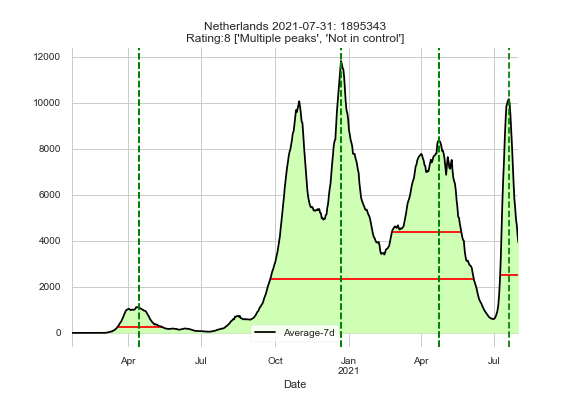 Netherlands 2021-07-31: 1895343
Rating:8 ['Multiple peaks', 'Not in control']
12000
10000
8000
6000
4000
2000
0
Average-7d
Apr
Jul
Oct
Jan
2021
Apr
Jul
Date